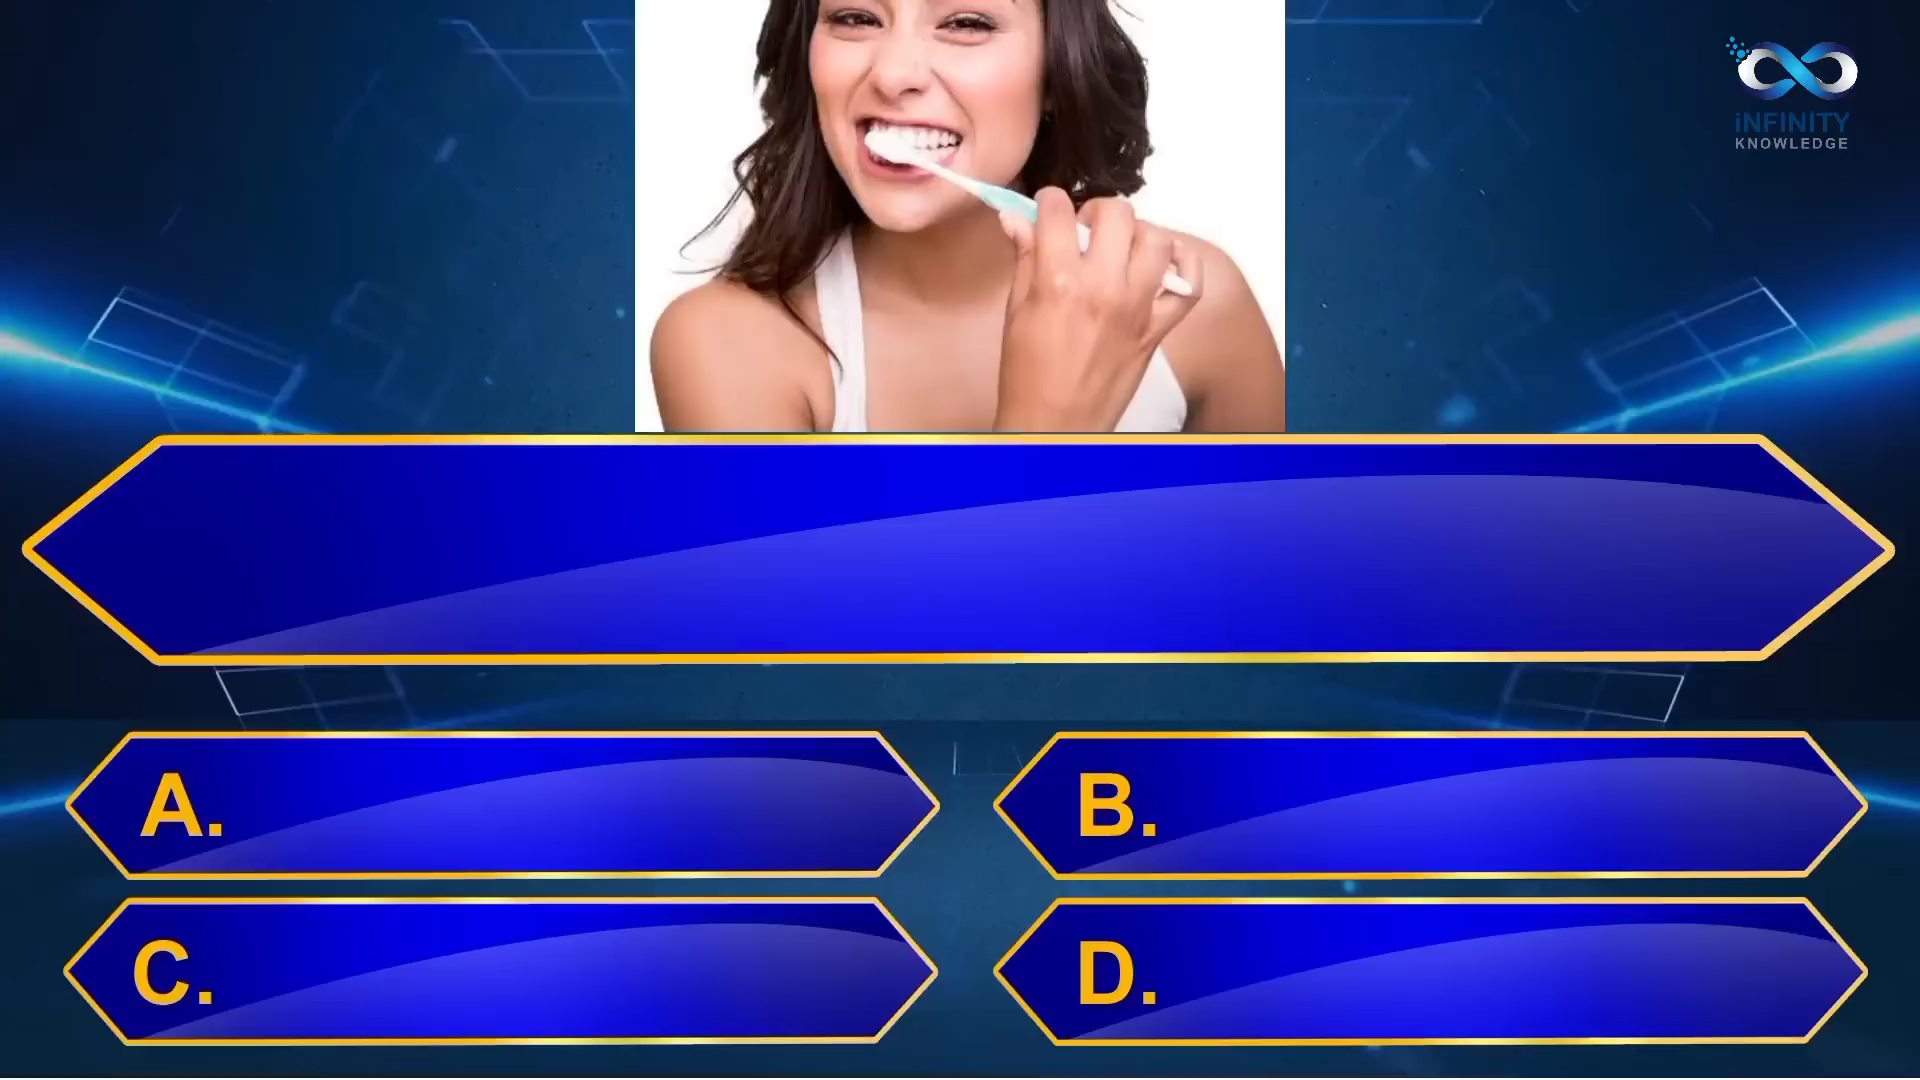 iNFINITY
KNOWLEDGE
A.
B.
C.
D.